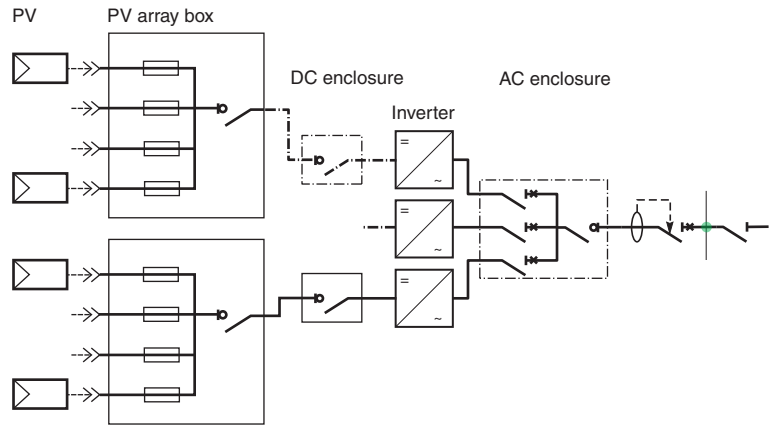 PV
PV array box
DC enclosure
AC enclosure
Inverter
=
~
=
~
=
~